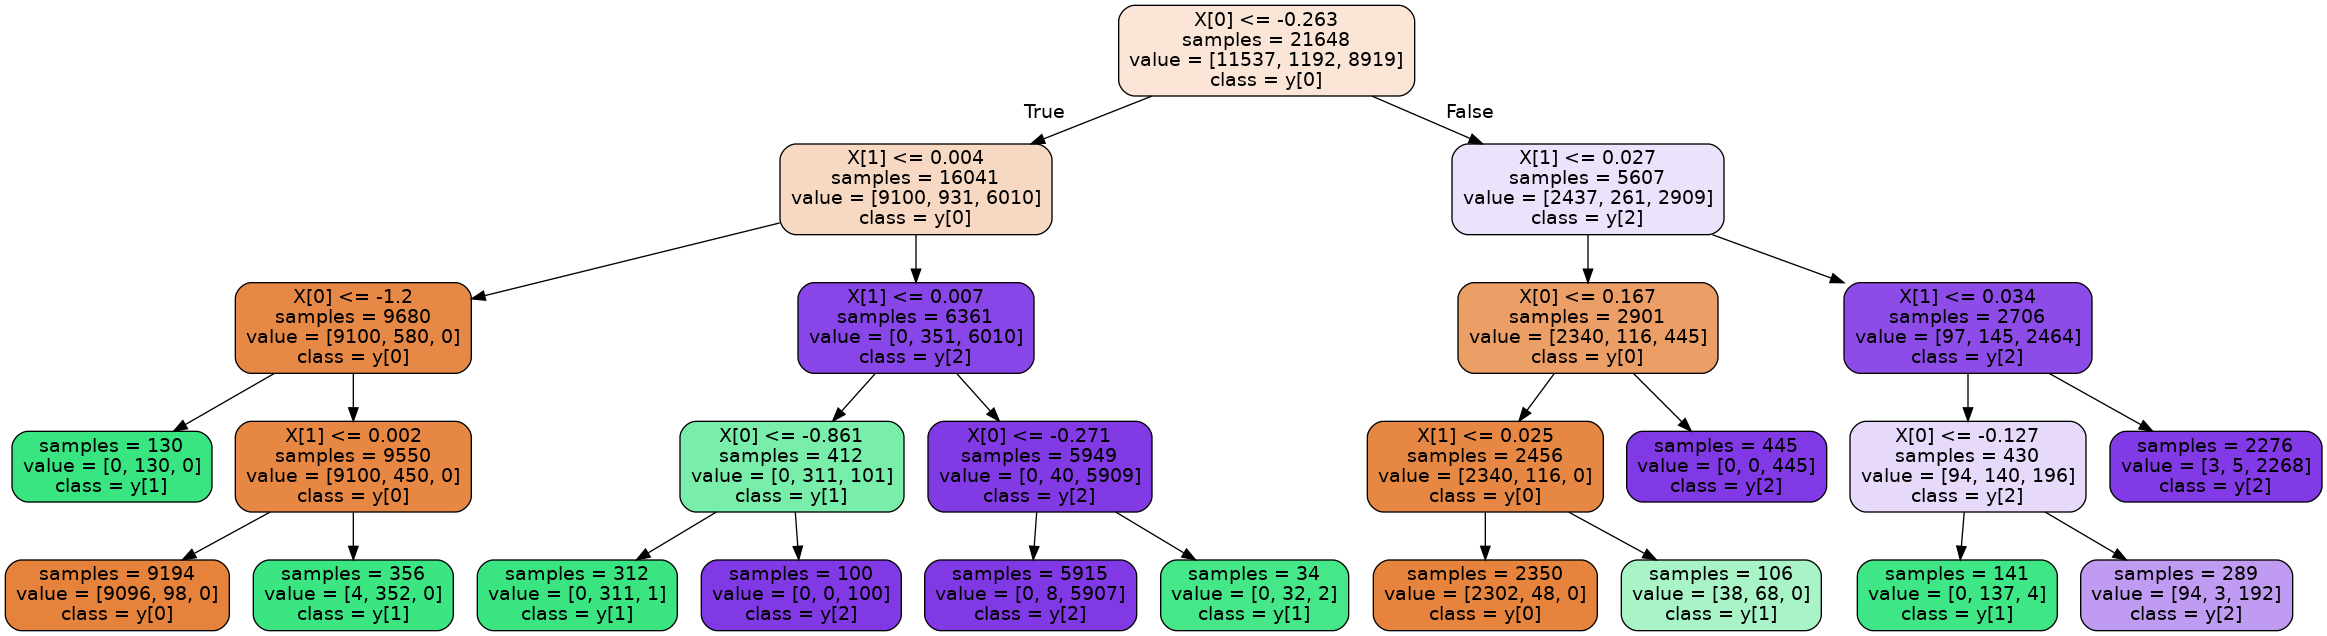 X[0] <= -0.263
samples = 21648
value = [11537, 1192, 8919]
class = y[0]
True
False
X[1] <= 0.004
samples = 16041
value = [9100, 931, 6010]
class = y[0]
X[1] <= 0.027
samples = 5607
value = [2437, 261, 2909]
class = y[2]
X[0] <= -1.2
samples = 9680
value = [9100, 580, 0]
class = y[0]
X[1] <= 0.007
samples = 6361
value = [0, 351, 6010]
class = y[2]
X[0] <= 0.167
samples = 2901
value = [2340, 116, 445]
class = y[0]
X[1] <= 0.034
samples = 2706
value = [97, 145, 2464]
class = y[2]
samples = 130
value = [0, 130, 0]
class = y[1]
X[1] <= 0.002
samples = 9550
value = [9100, 450, 0]
class = y[0]
X[0] <= -0.861
samples = 412
value = [0, 311, 101]
class = y[1]
X[0] <= -0.271
samples = 5949
value = [0, 40, 5909]
class = y[2]
X[1] <= 0.025
samples = 2456
value = [2340, 116, 0]
class = y[0]
samples = 445
value = [0, 0, 445]
class = y[2]
X[0] <= -0.127
samples = 430
value = [94, 140, 196]
class = y[2]
samples = 2276
value = [3, 5, 2268]
class = y[2]
samples = 9194
value = [9096, 98, 0]
class = y[0]
samples = 356
value = [4, 352, 0]
class = y[1]
samples = 312
value = [0, 311, 1]
class = y[1]
samples = 100
value = [0, 0, 100]
class = y[2]
samples = 5915
value = [0, 8, 5907]
class = y[2]
samples = 34
value = [0, 32, 2]
class = y[1]
samples = 2350
value = [2302, 48, 0]
class = y[0]
samples = 106
value = [38, 68, 0]
class = y[1]
samples = 141
value = [0, 137, 4]
class = y[1]
samples = 289
value = [94, 3, 192]
class = y[2]